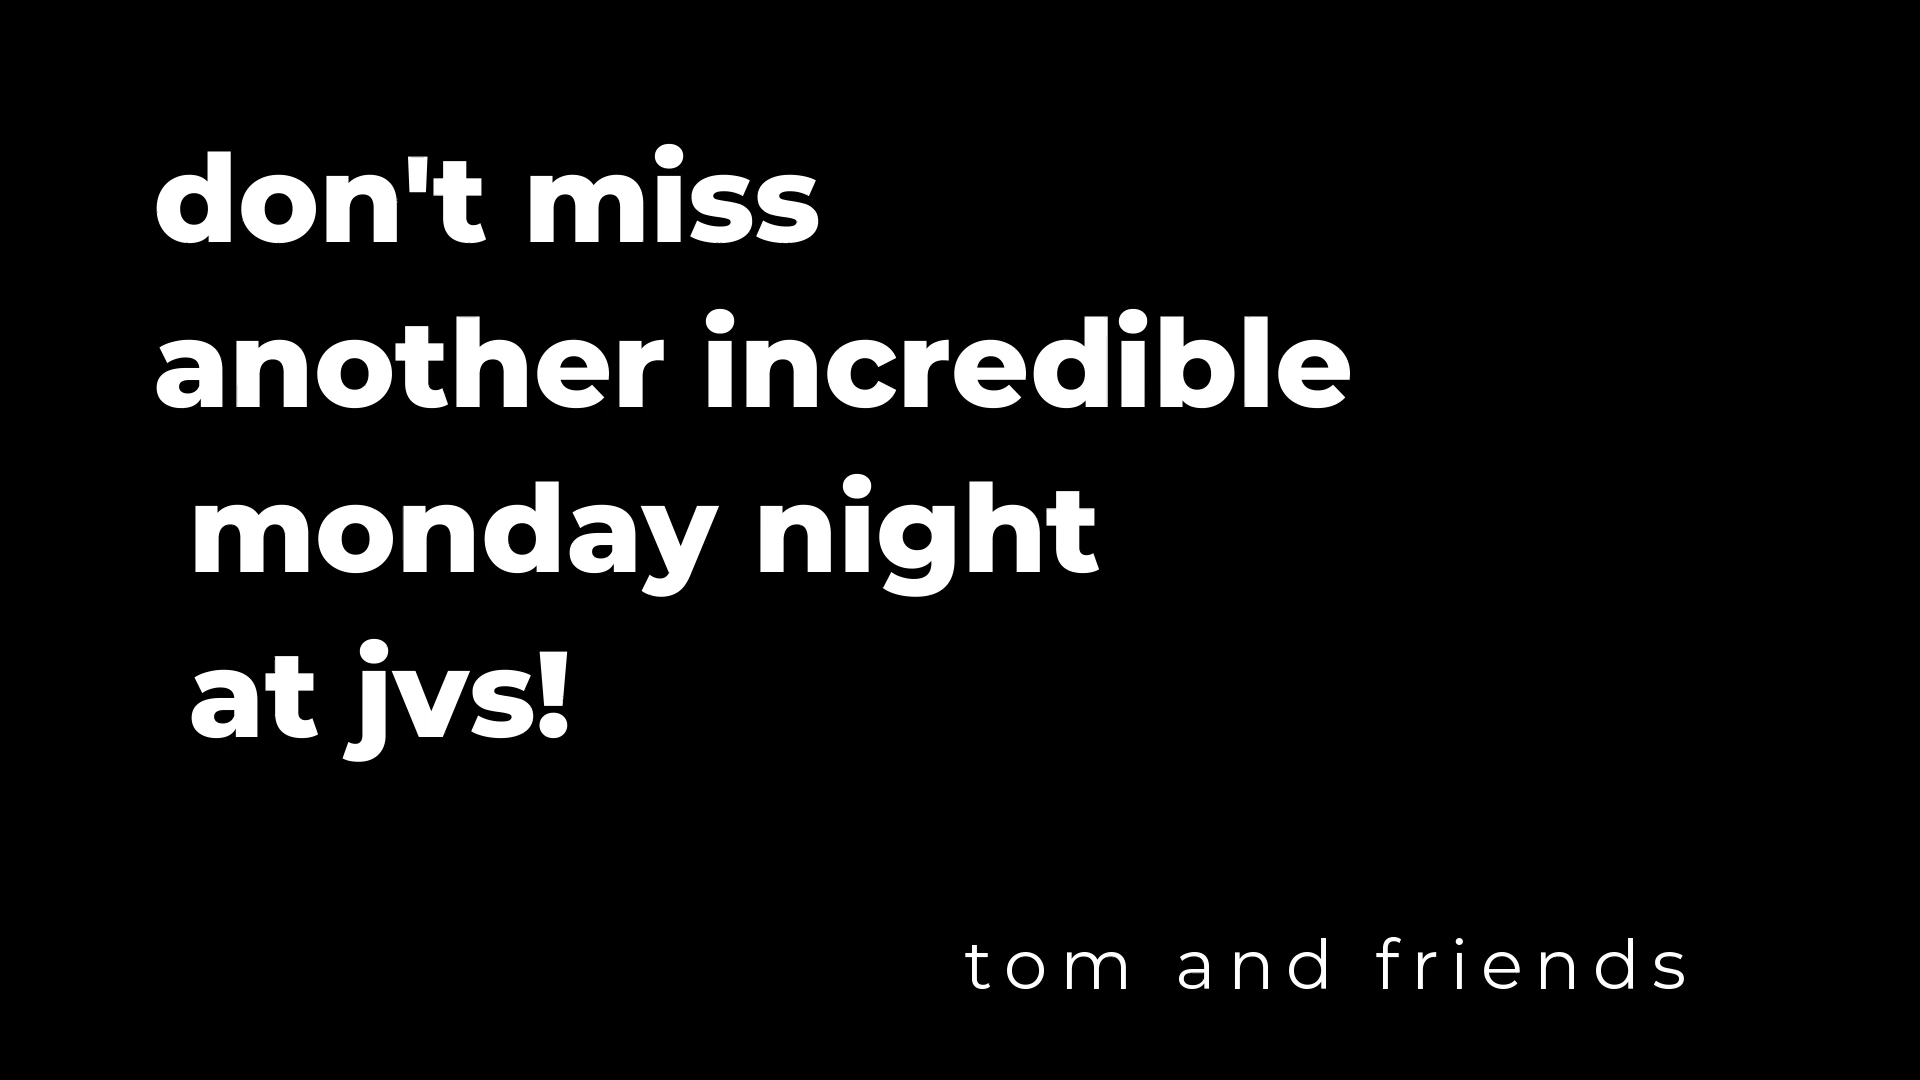 don't miss
another incredible
monday night
at jvs!
tom and friends